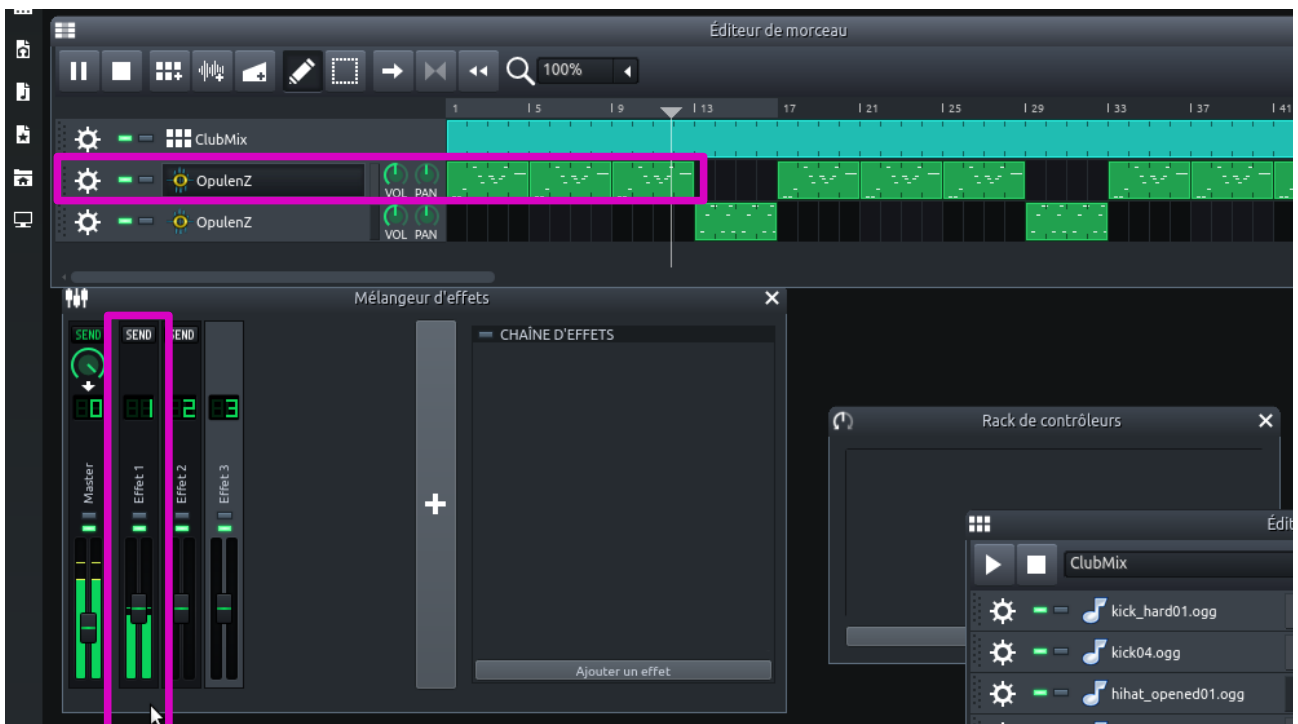 Éditeur de morceau
100%
1 5 9 13 17 21 25 29 33 37 41
ClubMix
OpulenZ VOL PAN
OpulenZ VOL PAN
Mélangeur d'effets
SEND SEND SEND
CHAÎNE D'EFFETS
0 1 2 3
Master Effet 1 Effet 2 Effet 3
Ajouter un effet
Rack de contrôleurs
Édit
ClubMix
kick_hard01.ogg
kick04.ogg
hihat_opened01.ogg